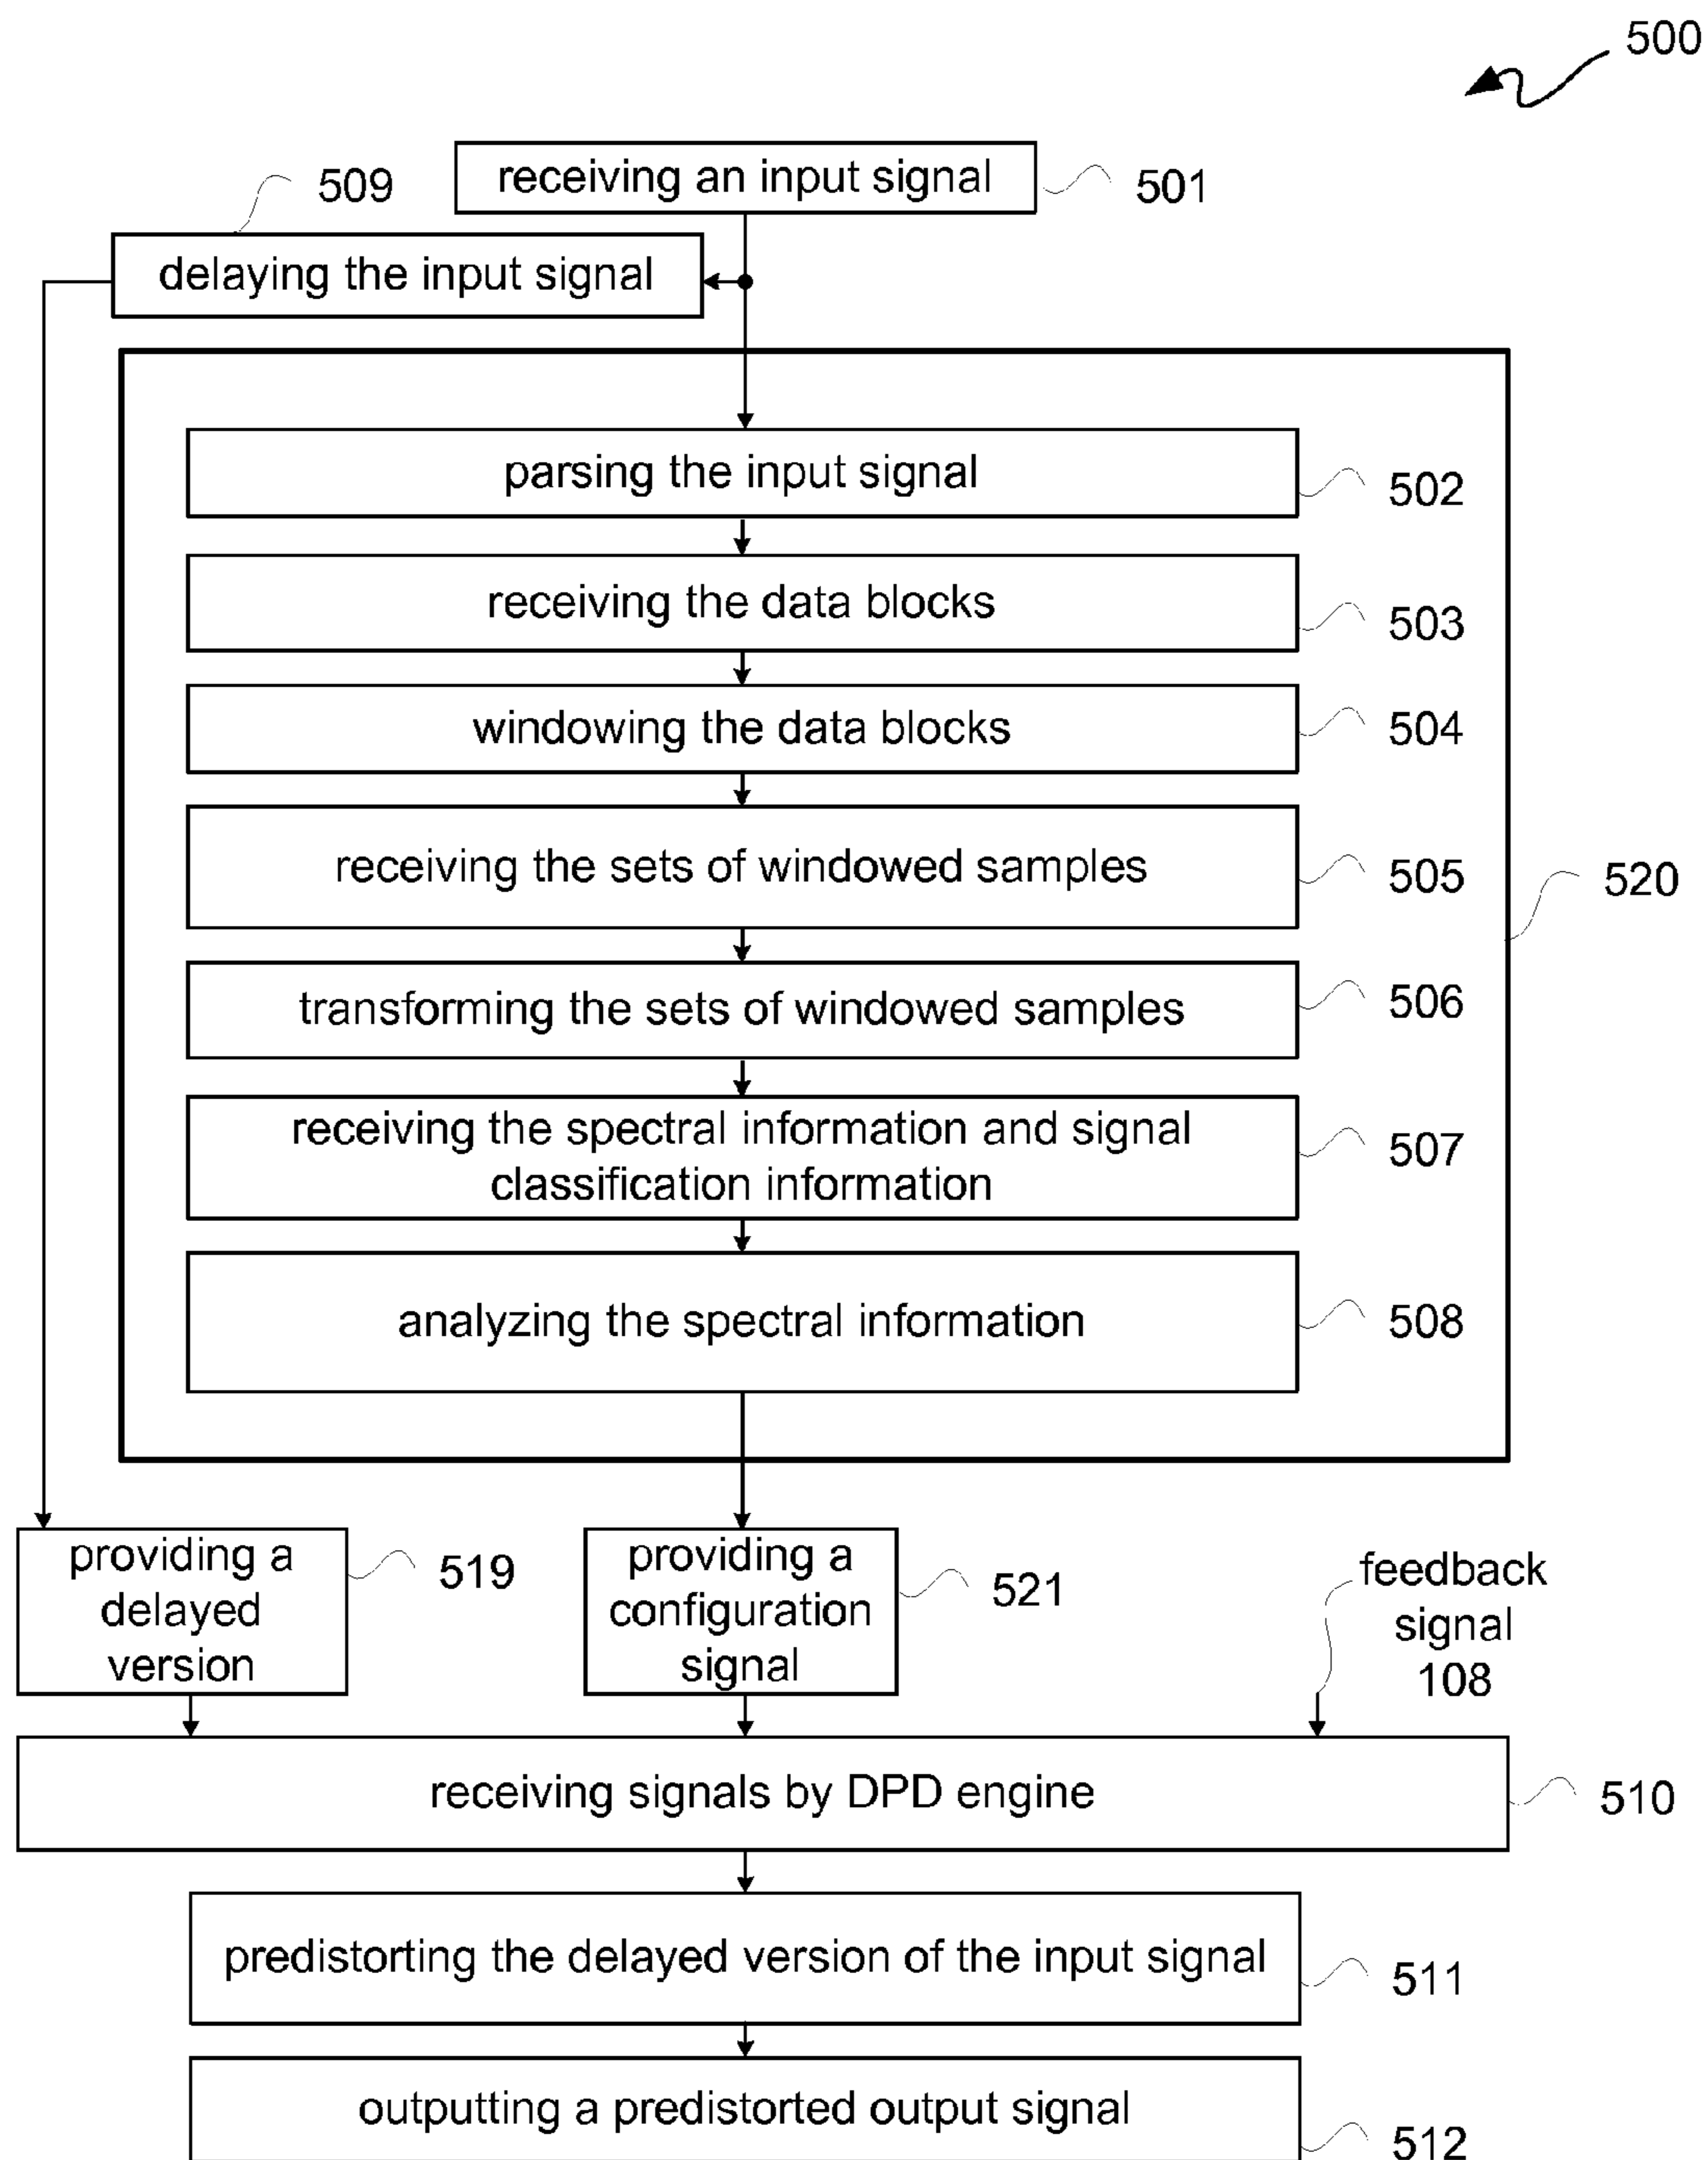 500
receiving an input signal
501
509
delaying the input signal
parsing the input signal
502
receiving the data blocks
503
windowing the data blocks
504
receiving the sets of windowed samples
505
520
transforming the sets of windowed samples
506
receiving the spectral information and signal
classification information
507
analyzing the spectral information
508
providing a
delayed
version
519
providing a
configuration
signal
521
feedback
signal
108
receiving signals by DPD engine
510
predistorting the delayed version of the input signal
511
outputting a predistorted output signal
512